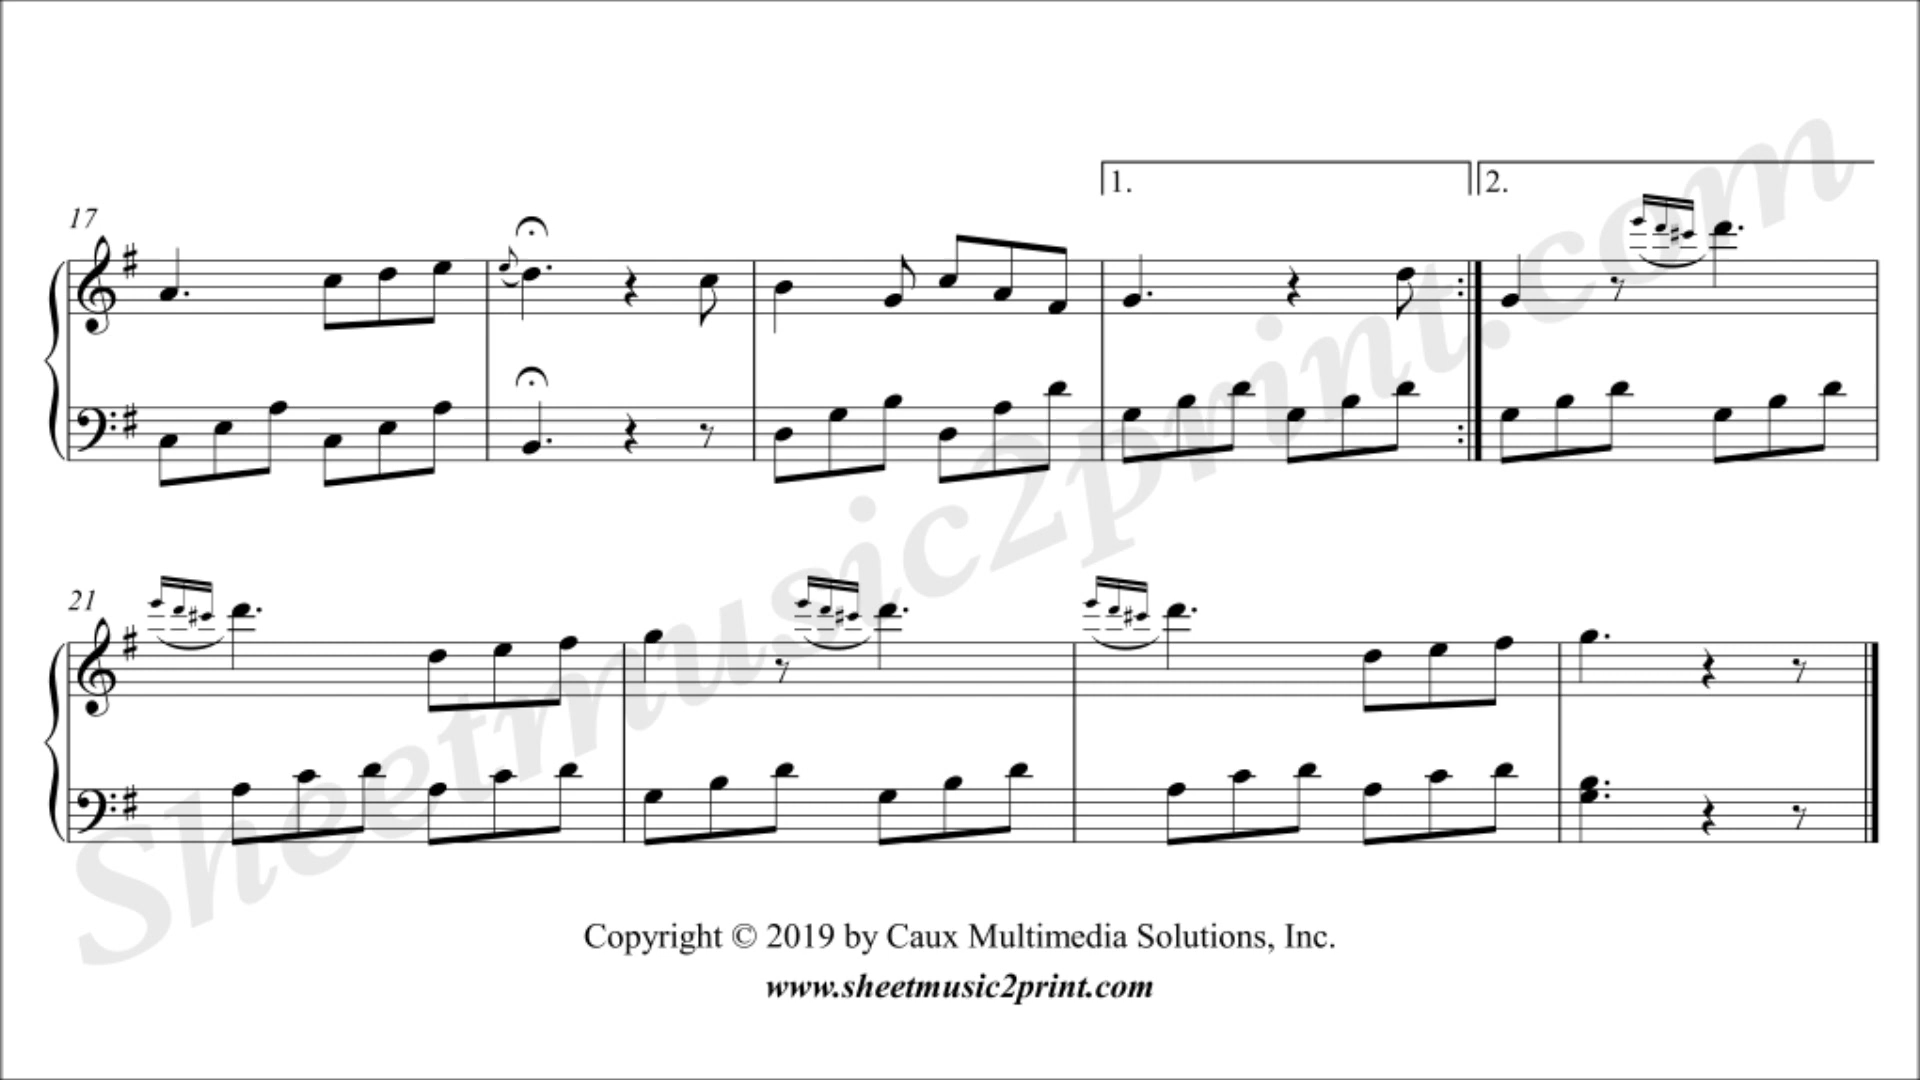 1.
2.
17
21
Sheetmusic2print.com
Copyright © 2019 by Caux Multimedia Solutions, Inc.
www.sheetmusic2print.com